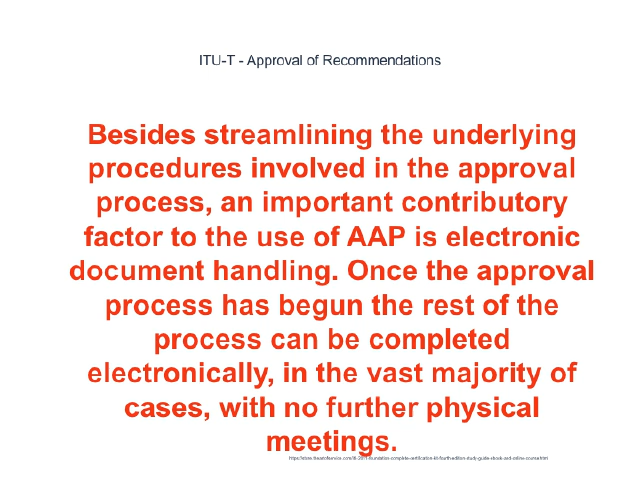 ITU-T - Approval of Recommendations
Besides streamlining the underlying
procedures involved in the approval
process, an important contributory
factor to the use of AAP is electronic
document handling. Once the approval
process has begun the rest of the
process can be completed
electronically, in the vast majority of
cases, with no further physical
meetings.